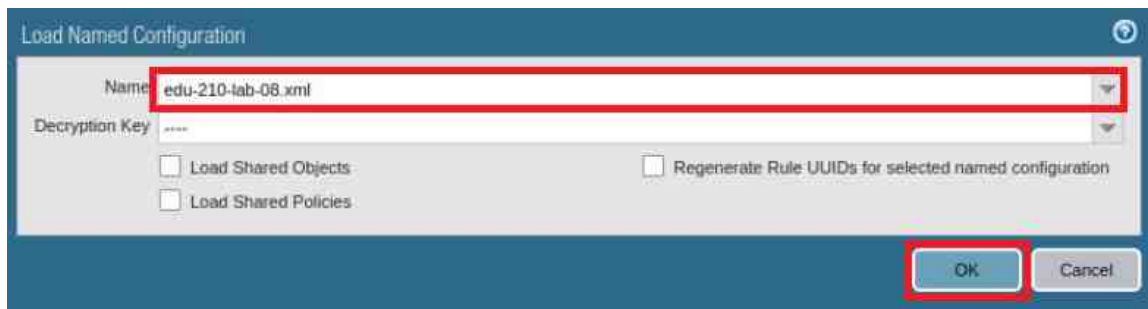 Load Named Configuration
Name edu-210-lab-08.xml
Decryption Key ----
Load Shared Objects Regenerate Rule UUIDs for selected named configuration
Load Shared Policies
OK Cancel